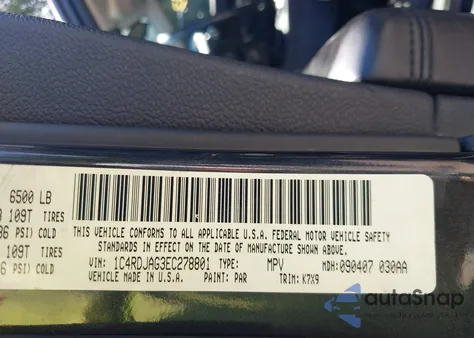 6500 LB
109T TIRES
PSI) COLD
THIS VEHICLE CONFORMS TO ALL APPLICABLE U.S.A. FEDERAL MOTOR VEHICLE SAFETY
109T TIRES
STANDARDS IN EFFECT ON THE DATE OF MANUFACTURE SHOWN ABOVE.
PSI) COLD
VIN: 1C4RDJAG3EC278801 TYPE: MPV MDH: 090407 030AA
VEHICLE MADE IN U.S.A. PAINT: PAR TRIM: K7X9
autoSnap